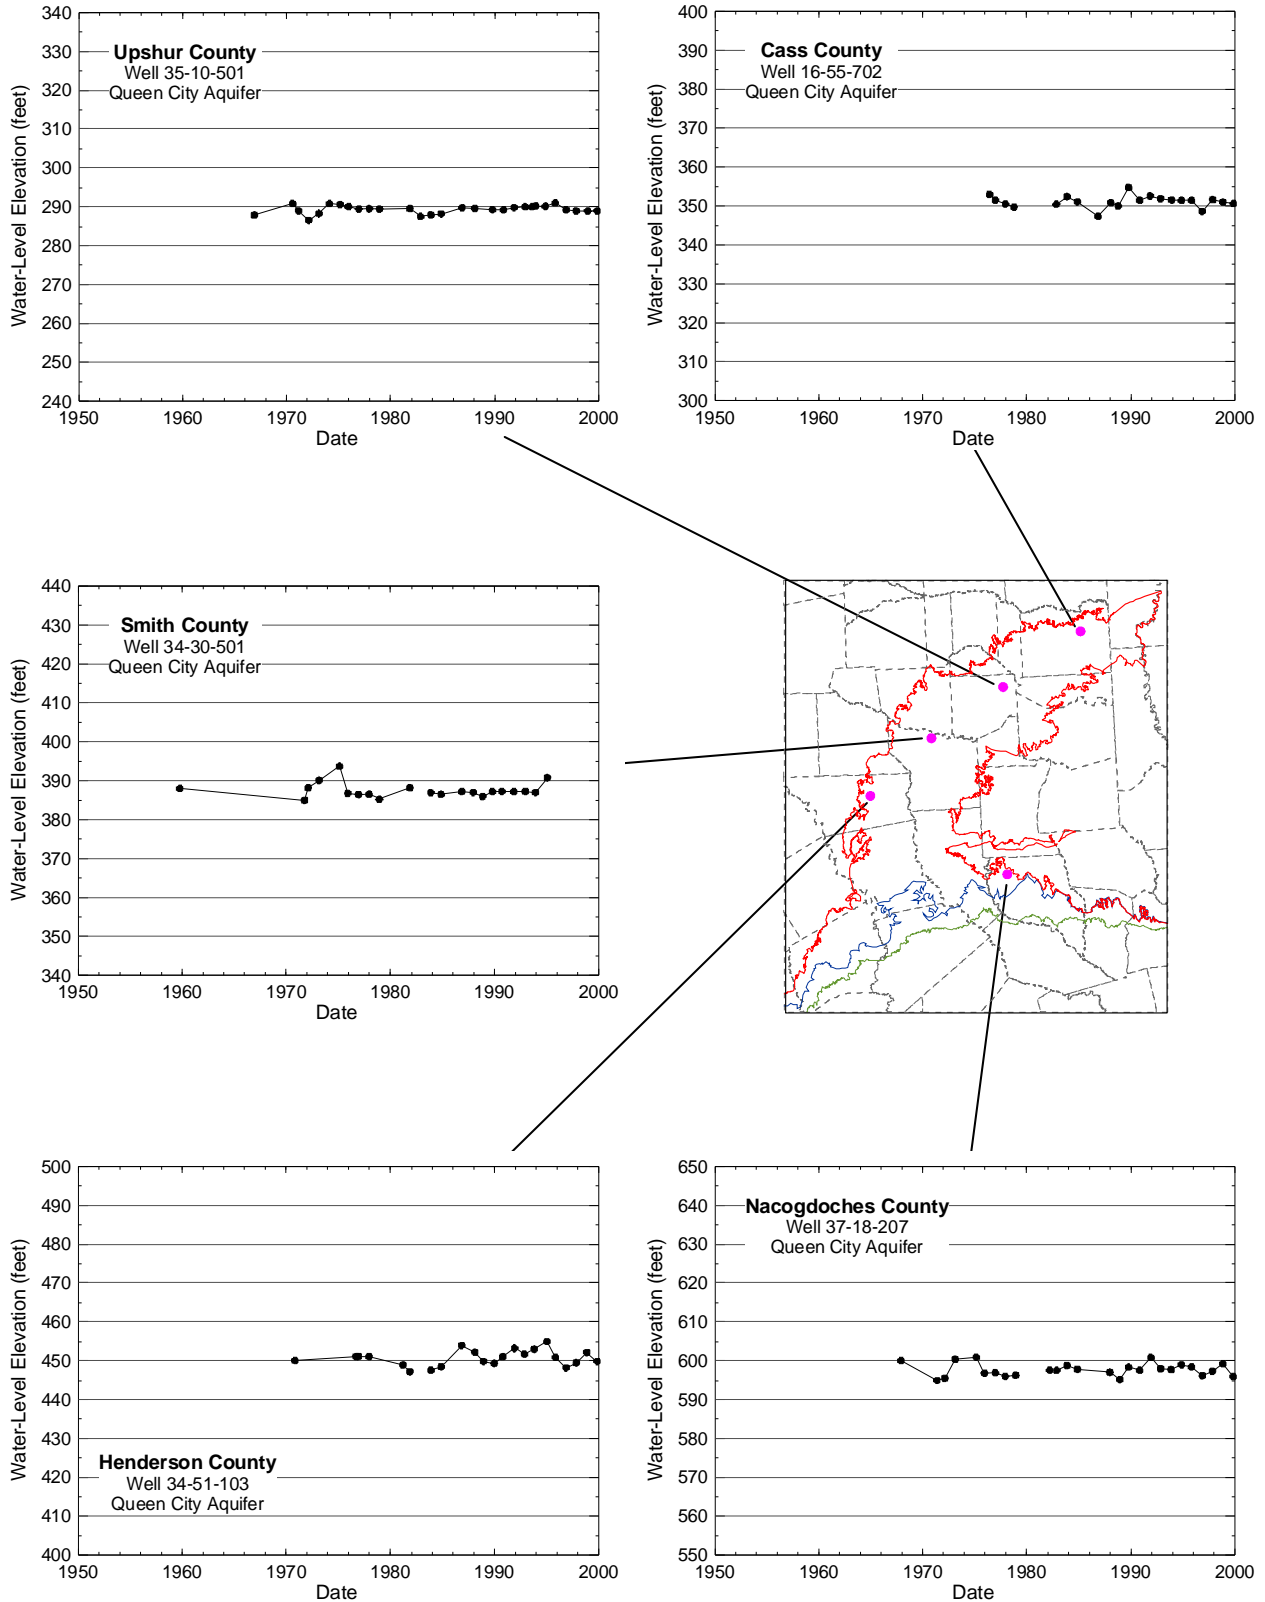 Upshur County
Well 35-10-501
Queen City Aquifer
Water-Level Elevation (feet)
340
330
320
310
300
290
280
270
260
250
240
1950 1960 1970 1980 1990 2000
Date
Cass County
Well 16-55-702
Queen City Aquifer
Water-Level Elevation (feet)
400
390
380
370
360
350
340
330
320
310
300
1950 1960 1970 1980 1990 2000
Date
Smith County
Well 34-30-501
Queen City Aquifer
Water-Level Elevation (feet)
440
430
420
410
400
390
380
370
360
350
340
1950 1960 1970 1980 1990 2000
Date
Henderson County
Well 34-51-103
Queen City Aquifer
Water-Level Elevation (feet)
500
490
480
470
460
450
440
430
420
410
400
1950 1960 1970 1980 1990 2000
Date
Nacogdoches County
Well 37-18-207
Queen City Aquifer
Water-Level Elevation (feet)
650
640
630
620
610
600
590
580
570
560
550
1950 1960 1970 1980 1990 2000
Date